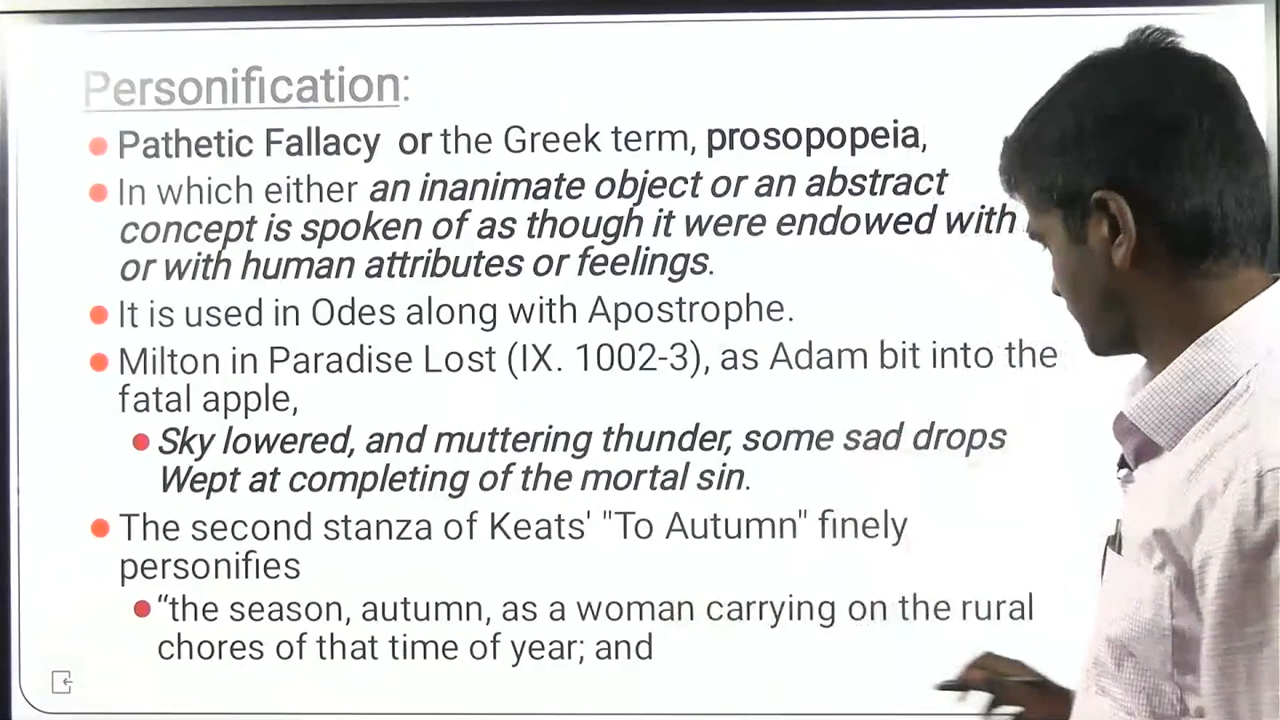 Personification:
Pathetic Fallacy or the Greek term, prosopopeia,
In which either an inanimate object or an abstract
concept is spoken of as though it were endowed with
or with human attributes or feelings.
It is used in Odes along with Apostrophe.
Milton in Paradise Lost (IX. 1002-3), as Adam bit into the
fatal apple,
Sky lowered, and muttering thunder, some sad drops
Wept at completing of the mortal sin.
The second stanza of Keats' "To Autumn" finely
personifies
“the season, autumn, as a woman carrying on the rural
chores of that time of year; and